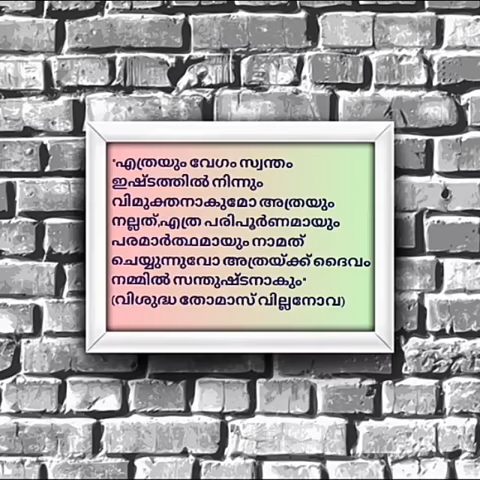 "എത്രയും വേഗം സ്വന്തം
ഇഷ്ടത്തിൽ നിന്നും
വിമുക്തനാകുമോ അത്രയും
നല്ലത്,എത്ര പരിപൂർണമായും
പരമാർത്ഥമായും നാമത്
ചെയ്യുന്നുവോ അത്രയ്ക്ക് ദൈവം
നമ്മിൽ സന്തുഷ്ടനാകും"
(വിശുദ്ധ തോമാസ് വില്ലനോവ)